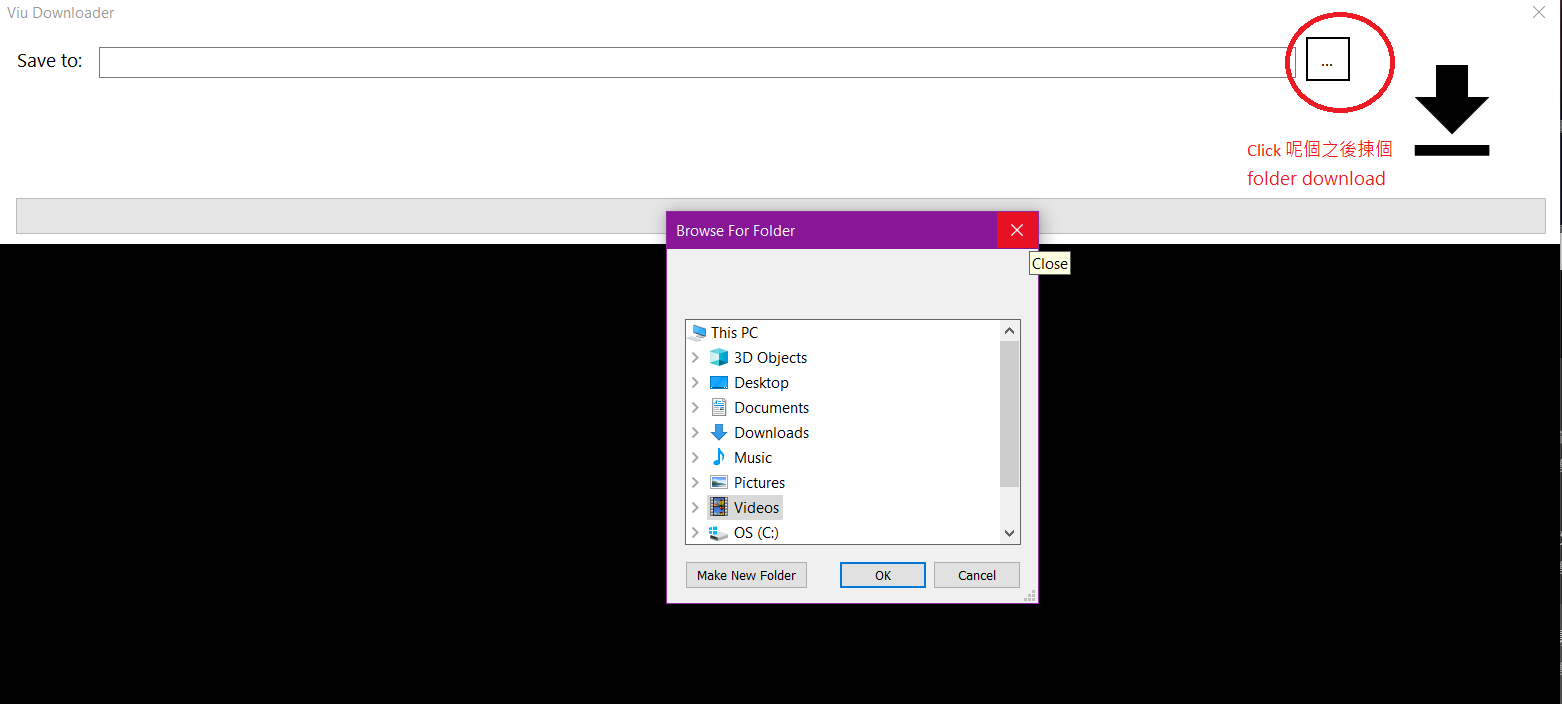 Viu Downloader
Save to:
...
Click 呢個之後揀個
folder download
Browse For Folder
Close
This PC
3D Objects
Desktop
Documents
Downloads
Music
Pictures
Videos
OS (C:)
Make New Folder
OK
Cancel